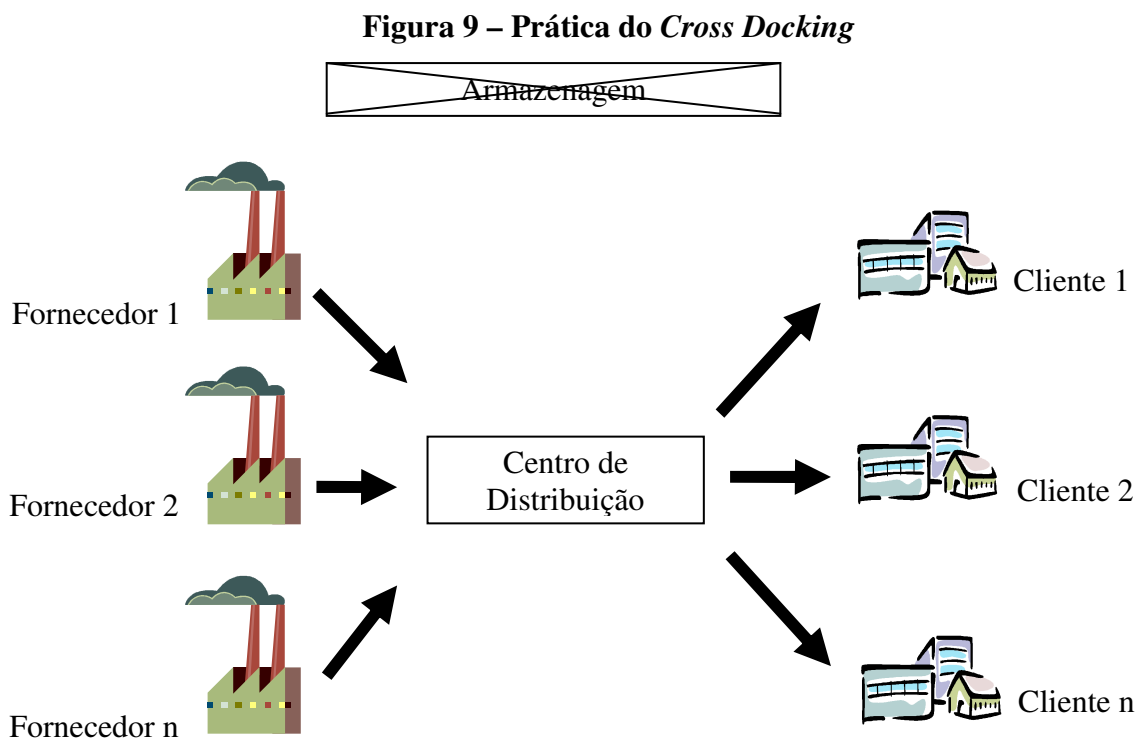 Figura 9 – Prática do Cross Docking
Armazenagem
Fornecedor 1
Cliente 1
Centro de
Distribuição
Fornecedor 2
Cliente 2
Fornecedor n
Cliente n